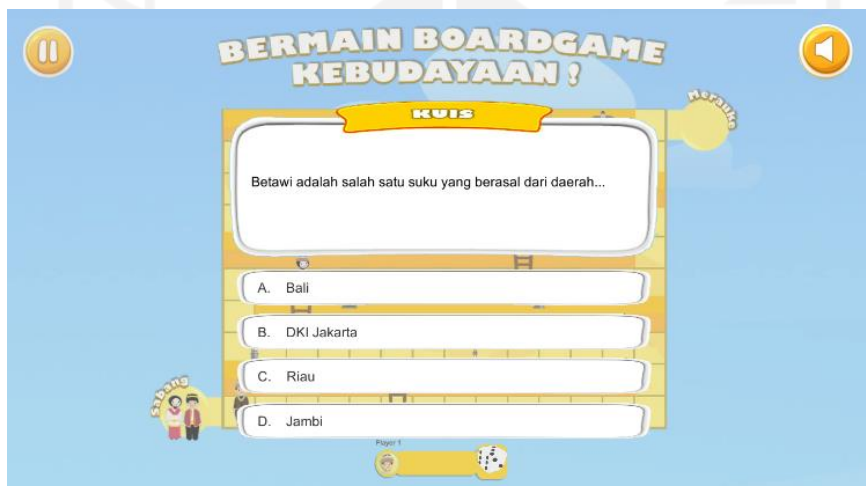 BERMAIN BOARDGAME
KEBUDAYAAN !
Merauke
KUIS
Betawi adalah salah satu suku yang berasal dari daerah...
A. Bali
B. DKI Jakarta
C. Riau
D. Jambi
Sabang
Player 1